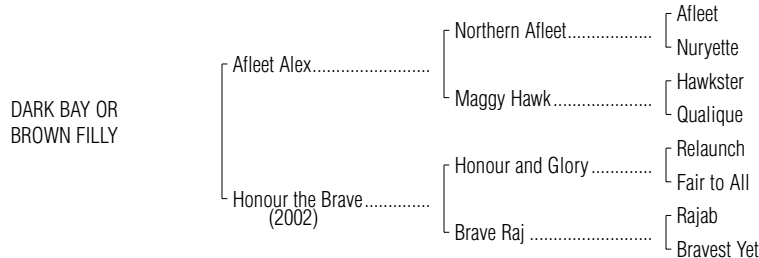 Afleet
Northern Afleet....................
Nuryette
Afleet Alex..........................
Hawkster
Maggy Hawk.......................
Qualique
DARK BAY OR
BROWN FILLY
Relaunch
Honour and Glory..............
Fair to All
Honour the Brave...............
(2002)
Rajab
Brave Raj............................
Bravest Yet